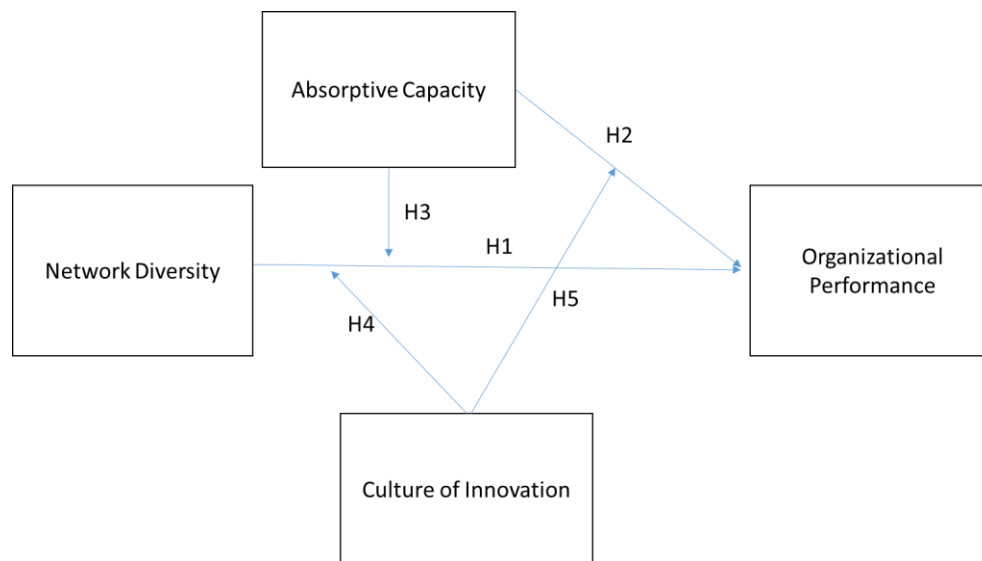 Absorptive Capacity
H2
H3
Network Diversity
H1
Organizational
Performance
H4
H5
Culture of Innovation